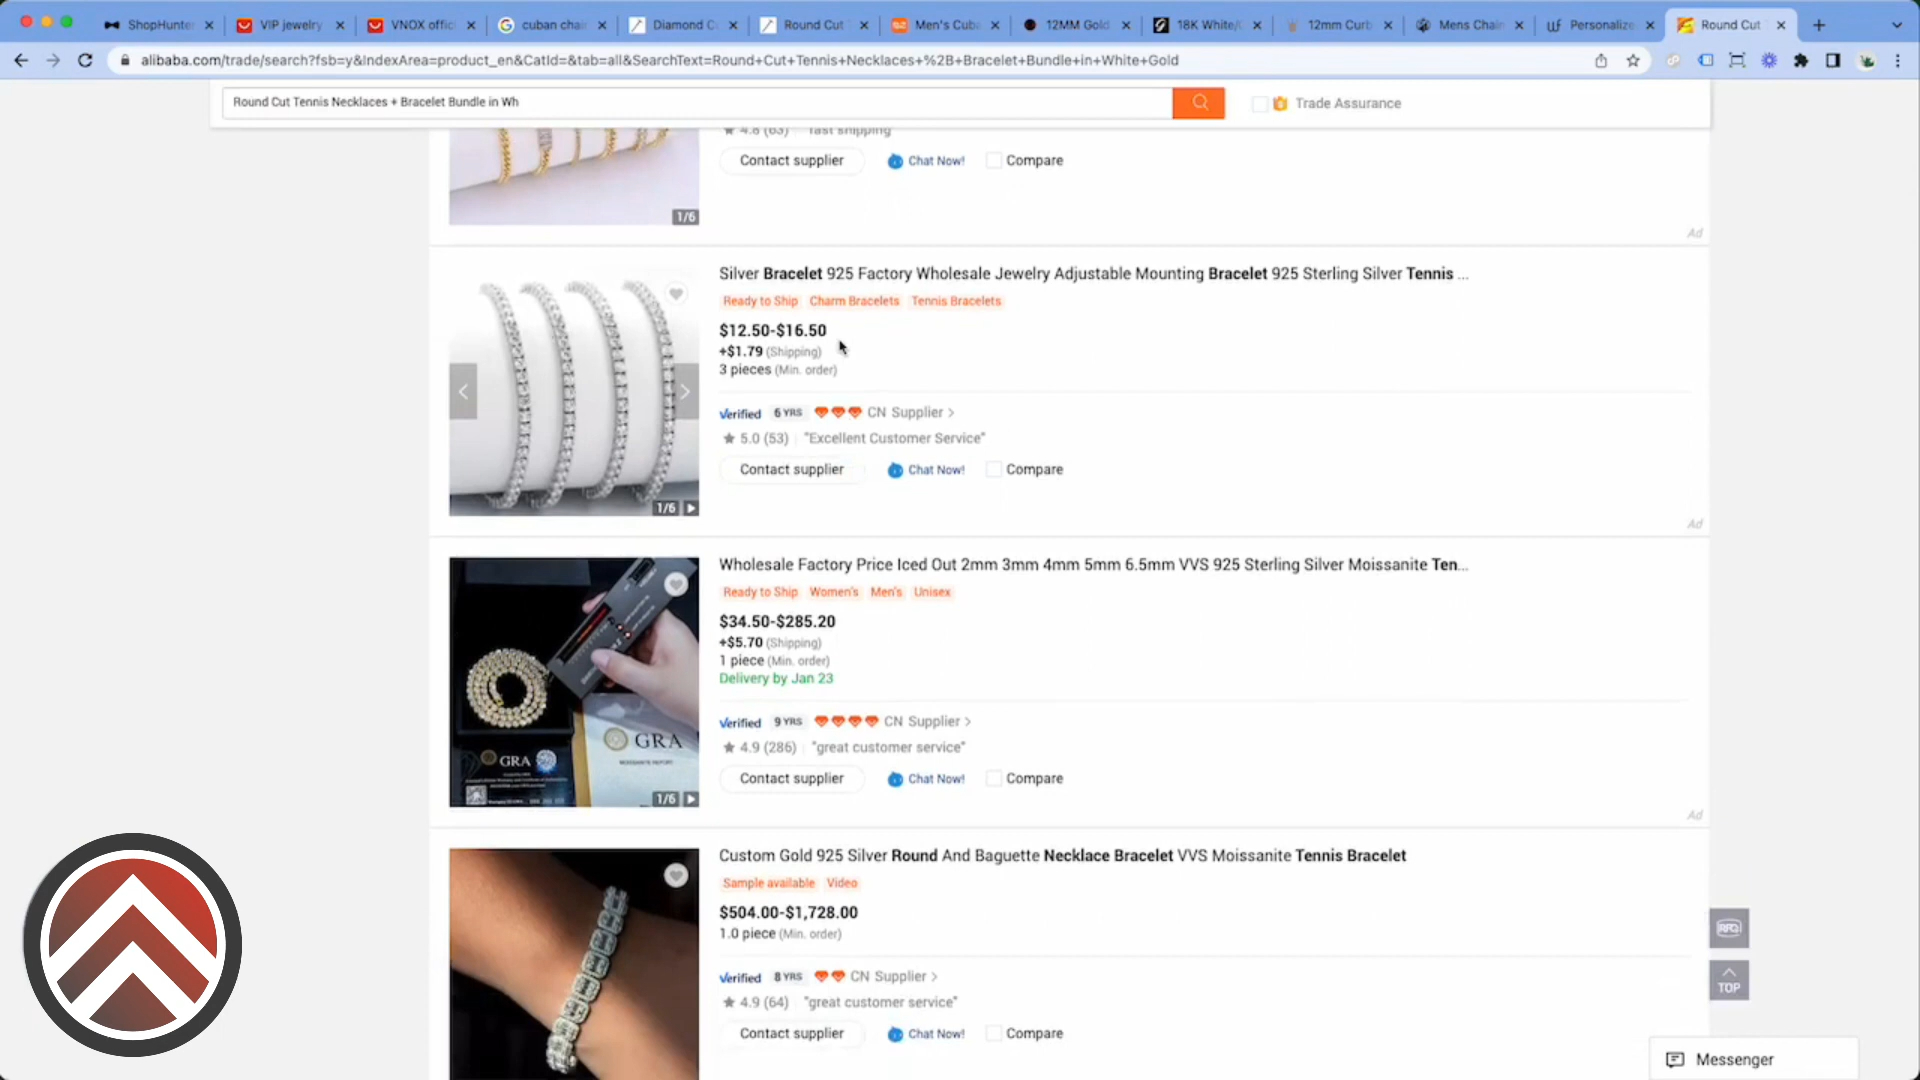 ShopHunter
VIP jewelry
VNOX offic
cuban chai
Diamond C
Round Cut
Men's Cuba
12MM Gold
18K White/
12mm Curb
Mens Chain
Personalize
Round Cut T
alibaba.com/trade/search?fsb=y&IndexArea=product_en&CatId=&tab=all&SearchText=Round+Cut+Tennis+Necklaces+%2B+Bracelet+Bundle+in+White+Gold
Round Cut Tennis Necklaces + Bracelet Bundle in Wh
Trade Assurance
4.8 (63) "fast shipping"
Contact supplier Chat Now! Compare
1/6
Ad
Silver Bracelet 925 Factory Wholesale Jewelry Adjustable Mounting Bracelet 925 Sterling Silver Tennis ...
Ready to Ship Charm Bracelets Tennis Bracelets
$12.50-$16.50
+$1.79 (Shipping)
3 pieces (Min. order)
Verified 6 YRS CN Supplier >
5.0 (53) "Excellent Customer Service"
Contact supplier Chat Now! Compare
1/6
Ad
Wholesale Factory Price Iced Out 2mm 3mm 4mm 5mm 6.5mm VVS 925 Sterling Silver Moissanite Ten...
Ready to Ship Women's Men's Unisex
$34.50-$285.20
+$5.70 (Shipping)
1 piece (Min. order)
Delivery by Jan 23
Verified 9 YRS CN Supplier >
4.9 (286) "great customer service"
Contact supplier Chat Now! Compare
GRA
MOISSANITE REPORT
GRA
1/6
Ad
Custom Gold 925 Silver Round And Baguette Necklace Bracelet VVS Moissanite Tennis Bracelet
Sample available Video
$504.00-$1,728.00
1.0 piece (Min. order)
Verified 8 YRS CN Supplier >
4.9 (64) "great customer service"
Contact supplier Chat Now! Compare
RFQ
TOP
Messenger